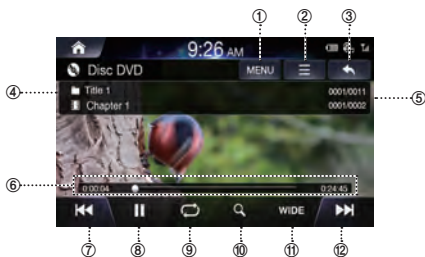 ① ② ③
9:26 AM
Disc DVD MENU
④ Title 1 0001/0011 ⑤
Chapter 1 0001/0002
⑥ 0:00:04 0:24:45
WIDE
⑦ ⑧ ⑨ ⑩ ⑪ ⑫